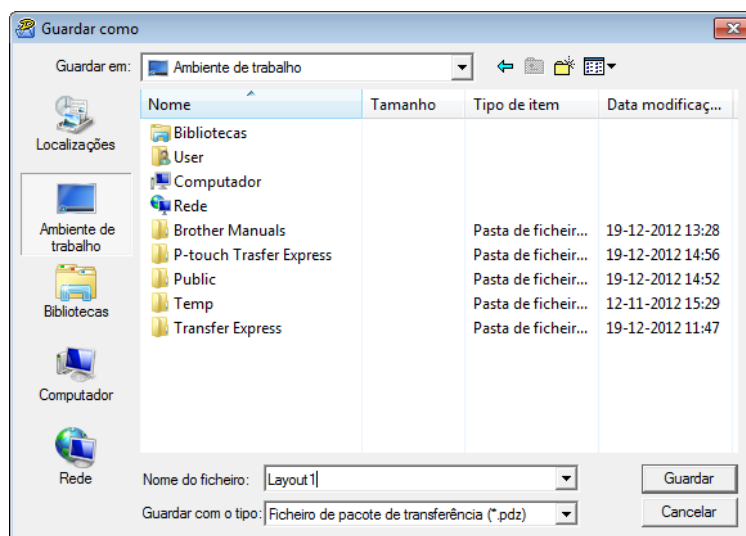 Guardar como
Guardar em: Ambiente de trabalho
Nome Tamanho Tipo de item Data modificaç...
Localizações
Ambiente de
trabalho
Bibliotecas
Computador
Rede
Bibliotecas
User
Computador
Rede
Brother Manuals Pasta de ficheir... 19-12-2012 13:28
P-touch Trasfer Express Pasta de ficheir... 19-12-2012 14:56
Public Pasta de ficheir... 19-12-2012 14:52
Temp Pasta de ficheir... 12-11-2012 15:29
Transfer Express Pasta de ficheir... 19-12-2012 11:47
Nome do ficheiro: Layout1 Guardar
Guardar com o tipo: Ficheiro de pacote de transferência (*.pdz) Cancelar